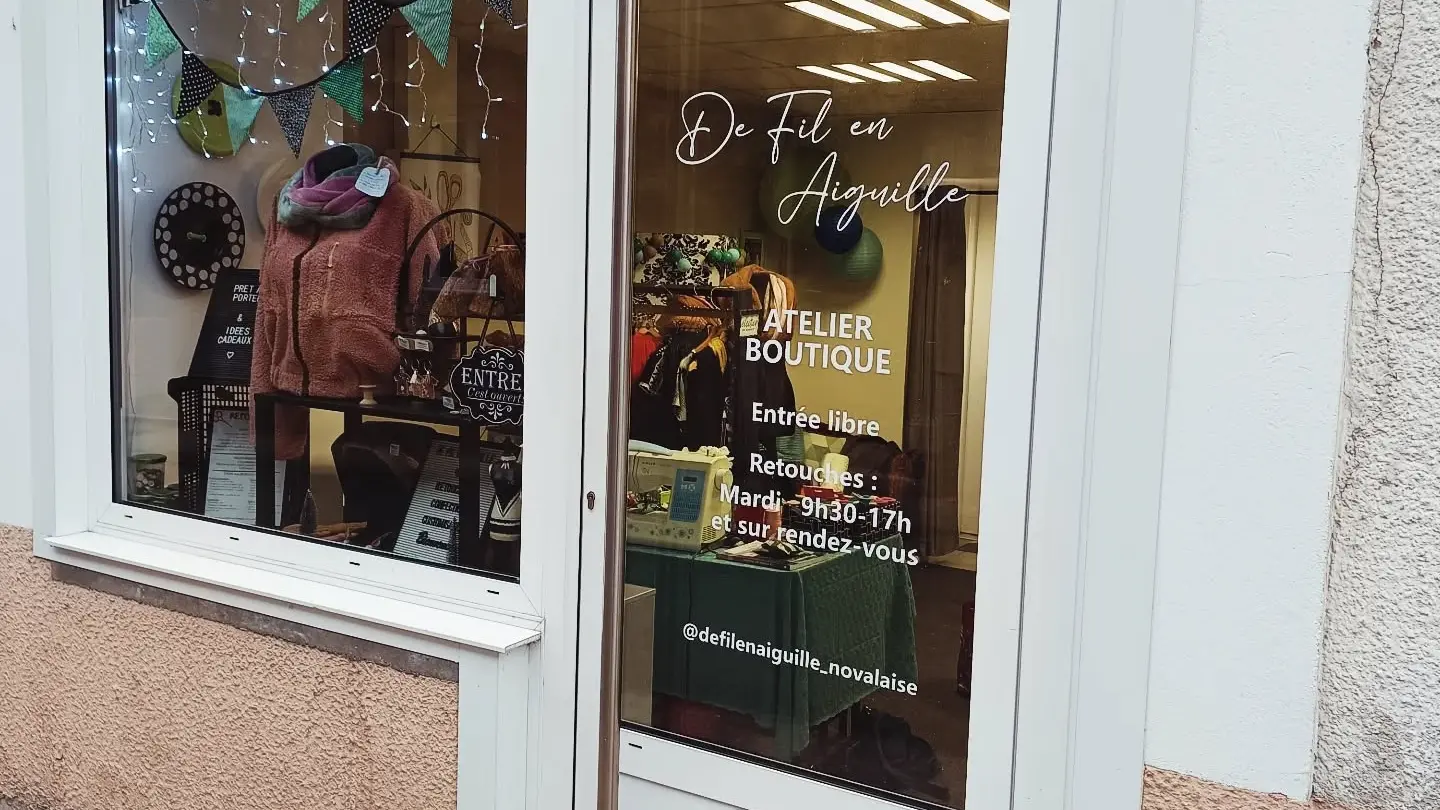 De Fil en
Aiguille
ATELIER
BOUTIQUE
Entrée libre
Retouches :
Mardi 9h30-17h
et sur rendez-vous
@defilenaiguille_novalaise
PRET A
PORTER
&
IDEES
CADEAUX
♡
ENTRE
C'est ouvert